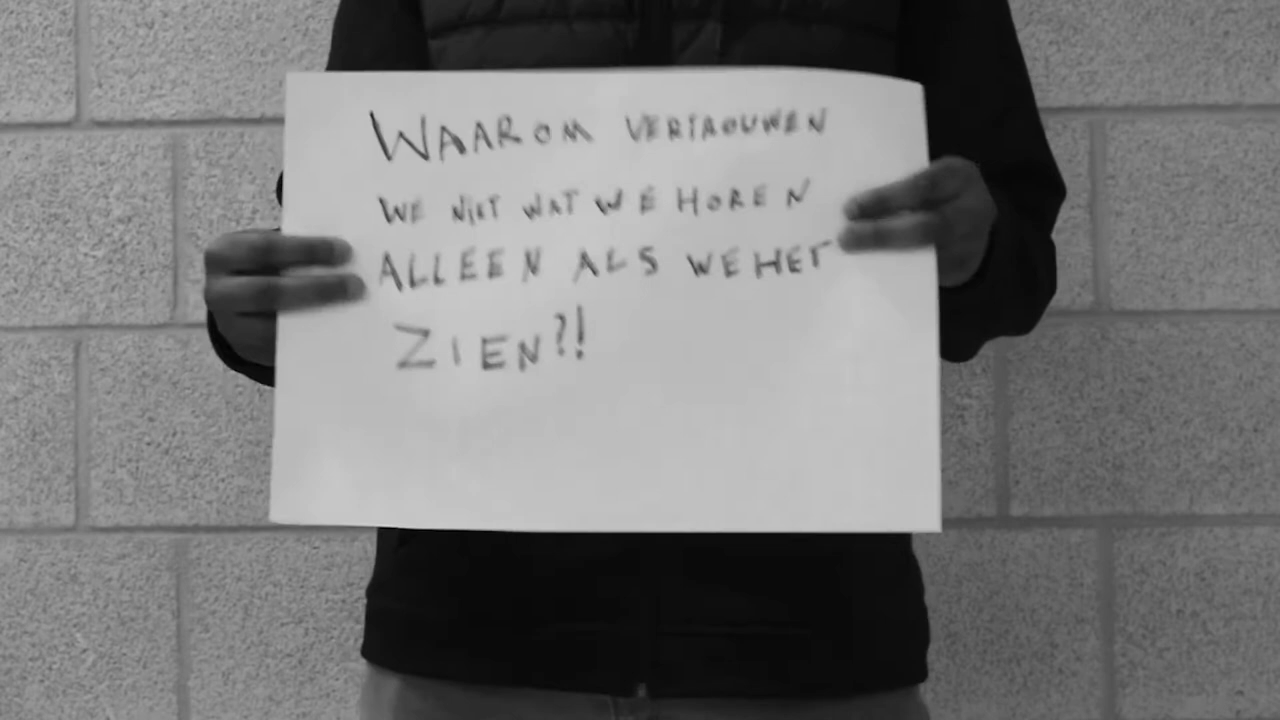 WAAROM VERTROUWEN
WE NIET WAT WE HOREN
ALLEEN ALS WE HET
ZIEN?!